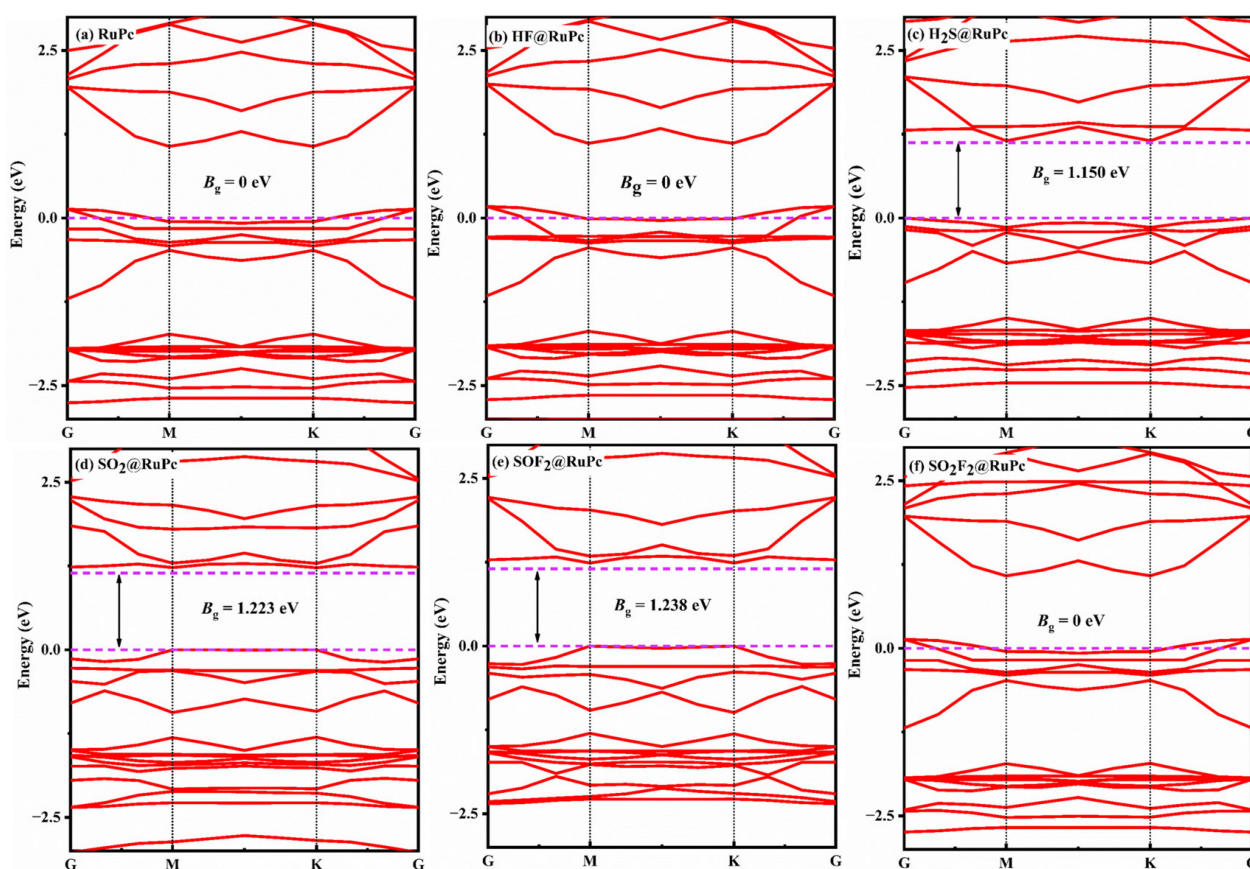 (a) RuPc
2.5
0.0
−2.5
Energy (eV)
Bg = 0 eV
G M K G
(b) HF@RuPc
2.5
0.0
−2.5
Energy (eV)
Bg = 0 eV
G M K G
(c) H2S@RuPc
2.5
0.0
−2.5
Energy (eV)
Bg = 1.150 eV
G M K G
(d) SO2@RuPc
2.5
0.0
−2.5
Energy (eV)
Bg = 1.223 eV
G M K G
(e) SOF2@RuPc
2.5
0.0
−2.5
Energy (eV)
Bg = 1.238 eV
G M K G
(f) SO2F2@RuPc
2.5
0.0
−2.5
Energy (eV)
Bg = 0 eV
G M K G